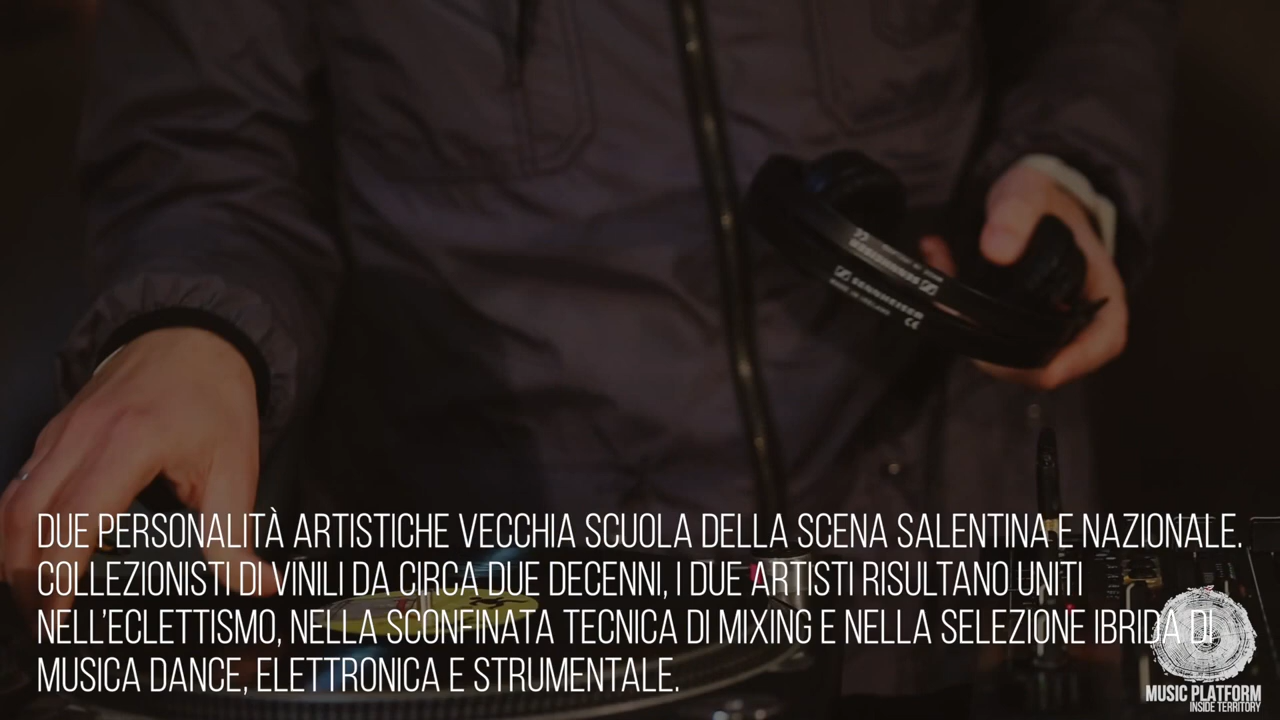 SENNHEISER
SENNHEISER
DUE PERSONALITÀ ARTISTICHE VECCHIA SCUOLA DELLA SCENA SALENTINA E NAZIONALE.
COLLEZIONISTI DI VINILI DA CIRCA DUE DECENNI, I DUE ARTISTI RISULTANO UNITI
NELL'ECLETTISMO, NELLA SCONFINATA TECNICA DI MIXING E NELLA SELEZIONE IBRIDA DI
MUSICA DANCE, ELETTRONICA E STRUMENTALE.
MUSIC PLATFORM
INSIDE TERRITORY